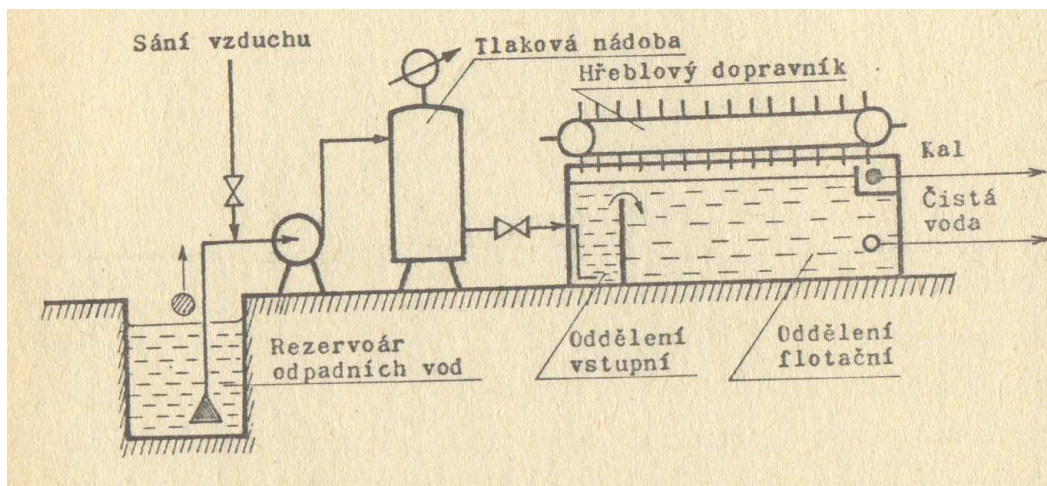 Sání vzduchu
Tlaková nádoba
Hřeblový dopravník
Kal
Čistá
voda
Rezervoár
odpadních vod
Oddělení
vstupní
Oddělení
flotační